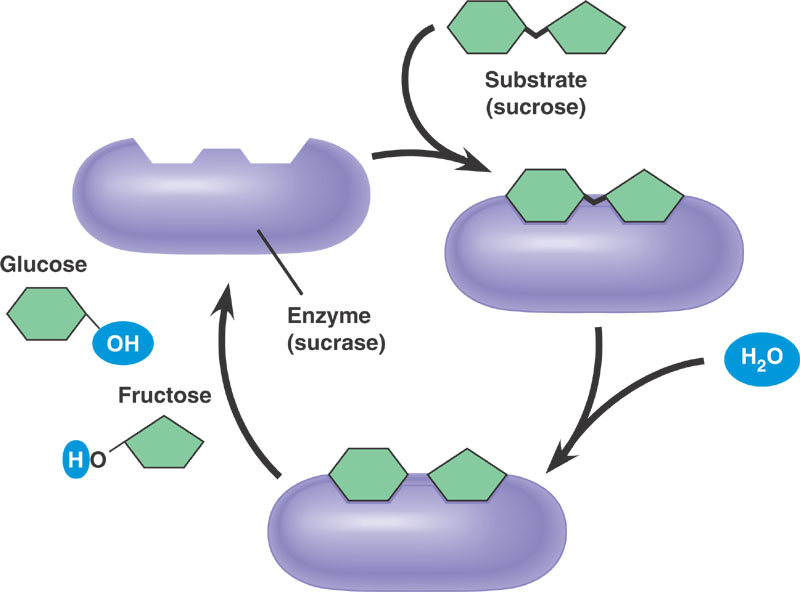 Substrate
(sucrose)
Glucose
OH
Enzyme
(sucrase)
H₂O
Fructose
HO